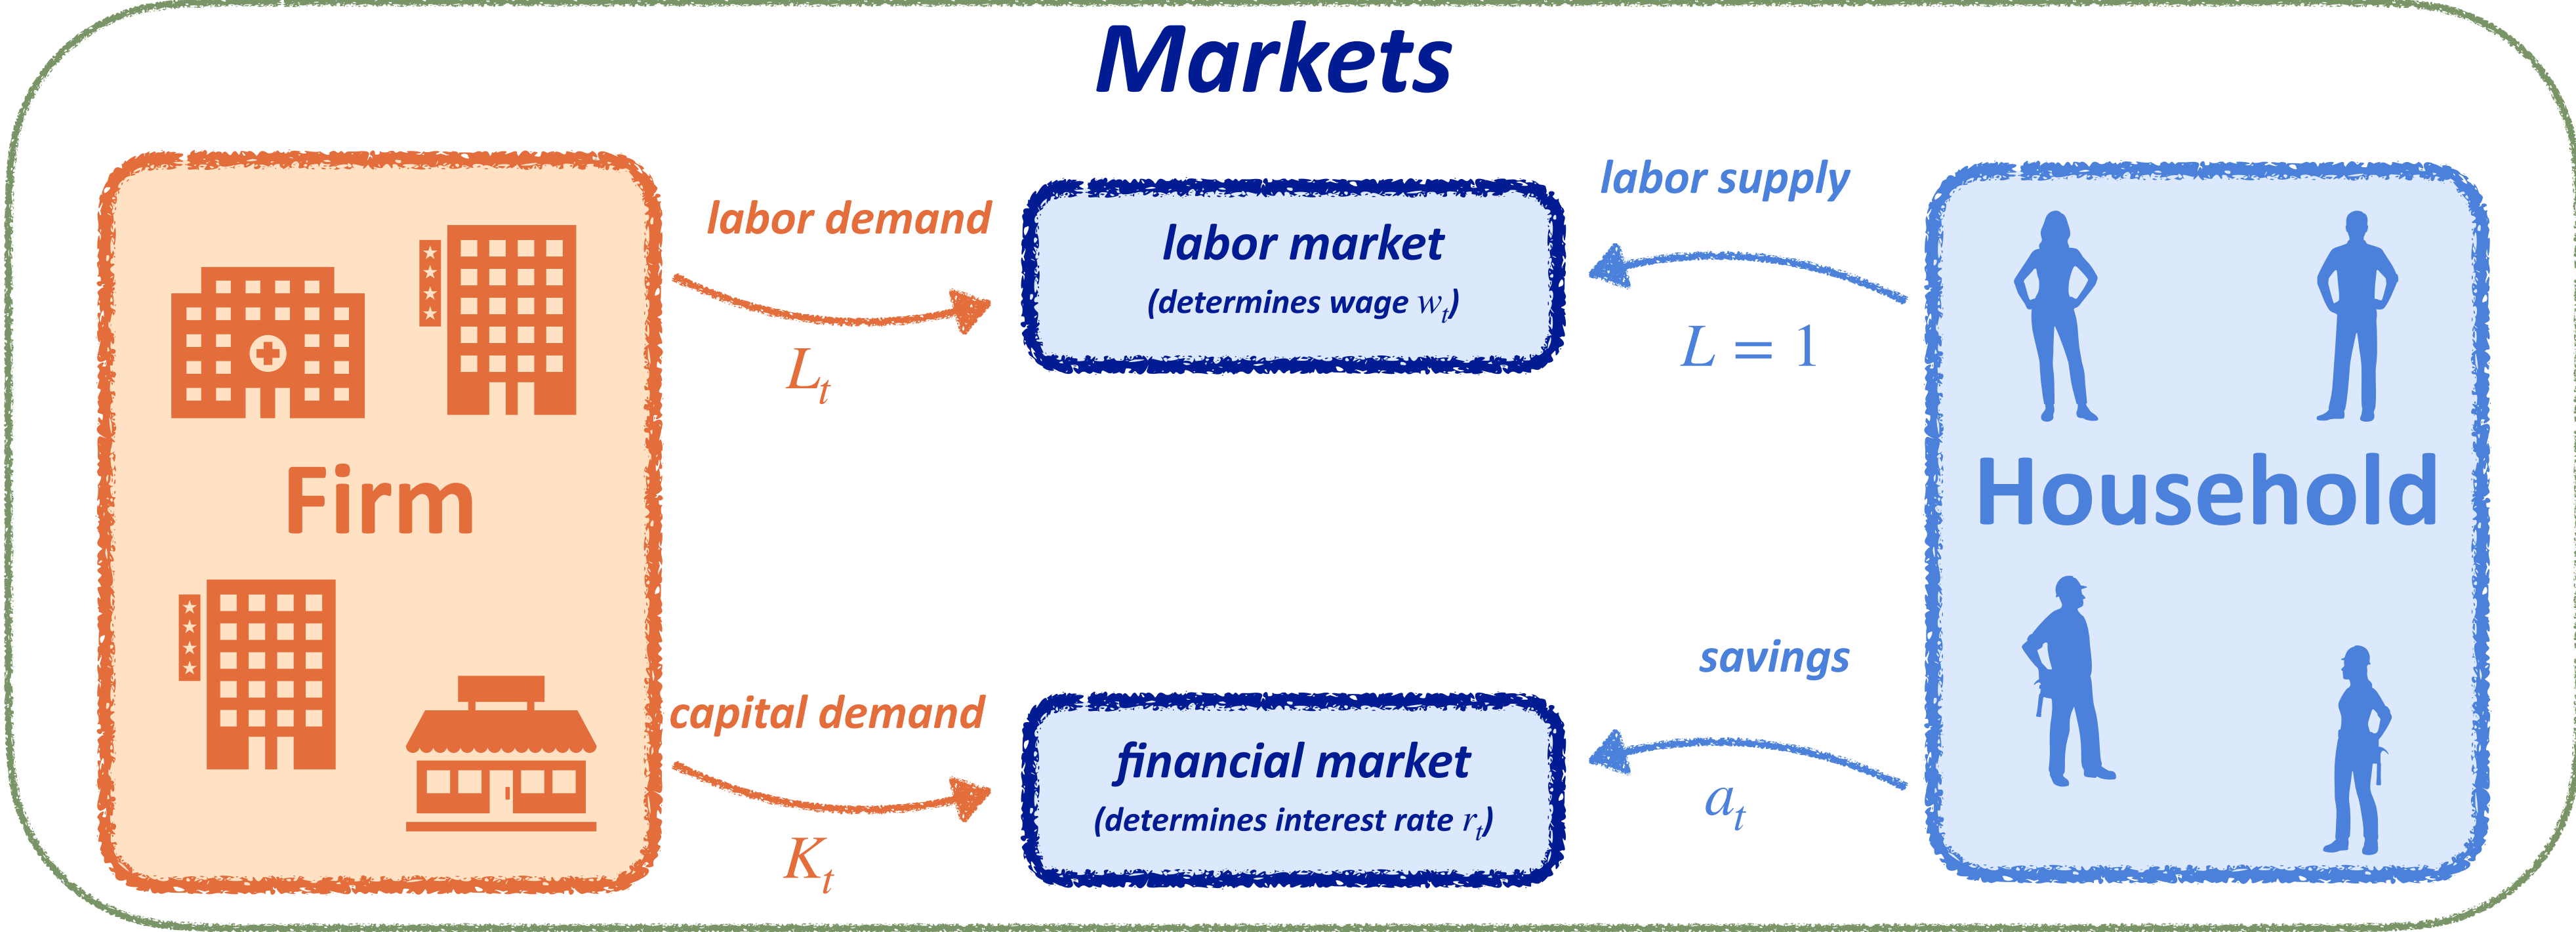 Markets
labor demand
L_t
labor market
(determines wage w_t)
labor supply
L = 1
Firm
Household
capital demand
K_t
financial market
(determines interest rate r_t)
savings
a_t